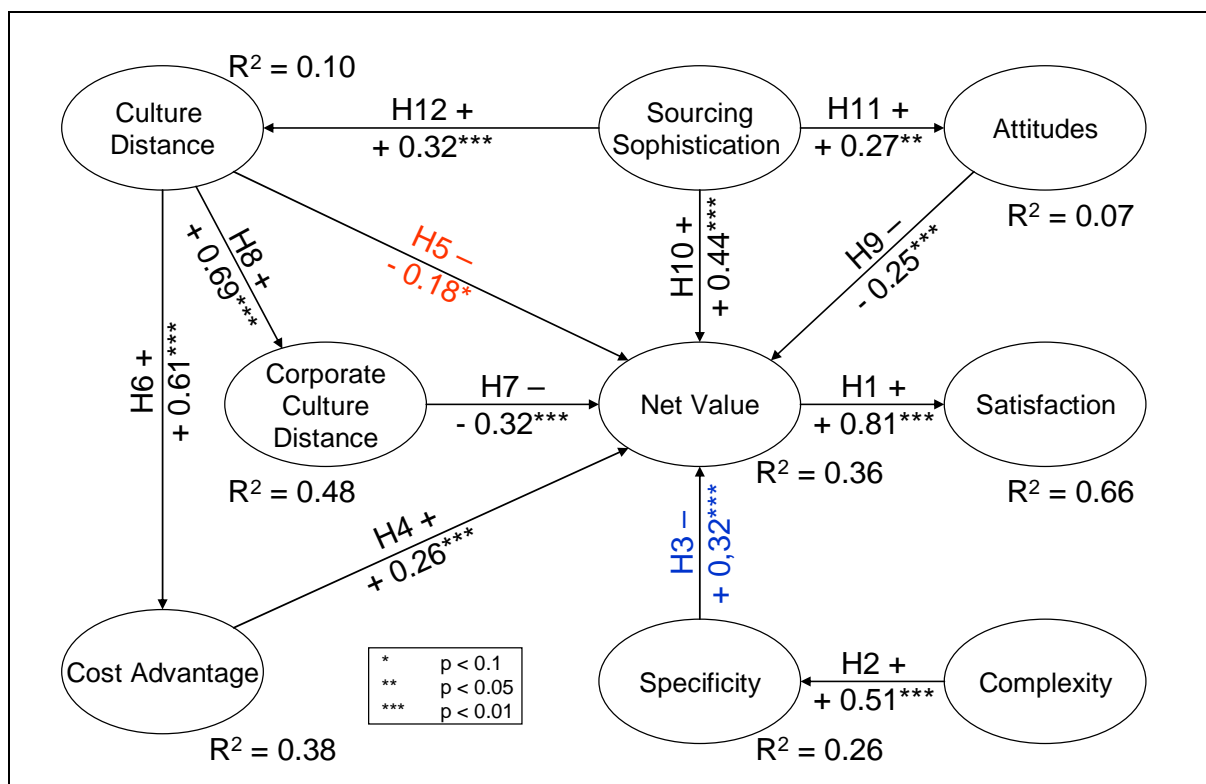 R² = 0.10
Culture
Distance
H12 +
+ 0.32***
Sourcing
Sophistication
H11 +
+ 0.27**
Attitudes
R² = 0.07
H8 +
+ 0.69***
H5 –
- 0.18*
H10 +
+ 0.44***
H9 –
- 0.25***
H6 +
+ 0.61***
Corporate
Culture
Distance
R² = 0.48
H7 –
- 0.32***
Net Value
R² = 0.36
H1 +
+ 0.81***
Satisfaction
R² = 0.66
H4 +
+ 0.26***
H3 –
+ 0,32***
Cost Advantage
R² = 0.38
* p < 0.1
** p < 0.05
*** p < 0.01
Specificity
R² = 0.26
H2 +
+ 0.51***
Complexity